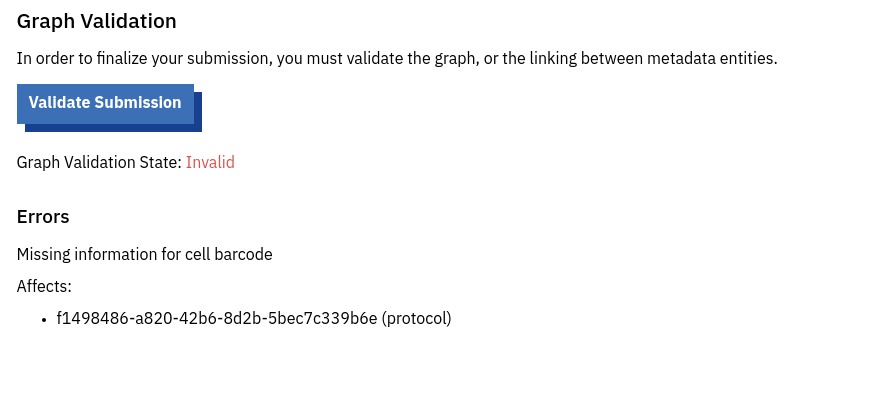 Graph Validation
In order to finalize your submission, you must validate the graph, or the linking between metadata entities.
Validate Submission
Graph Validation State: Invalid
Errors
Missing information for cell barcode
Affects:
• f1498486-a820-42b6-8d2b-5bec7c339b6e (protocol)